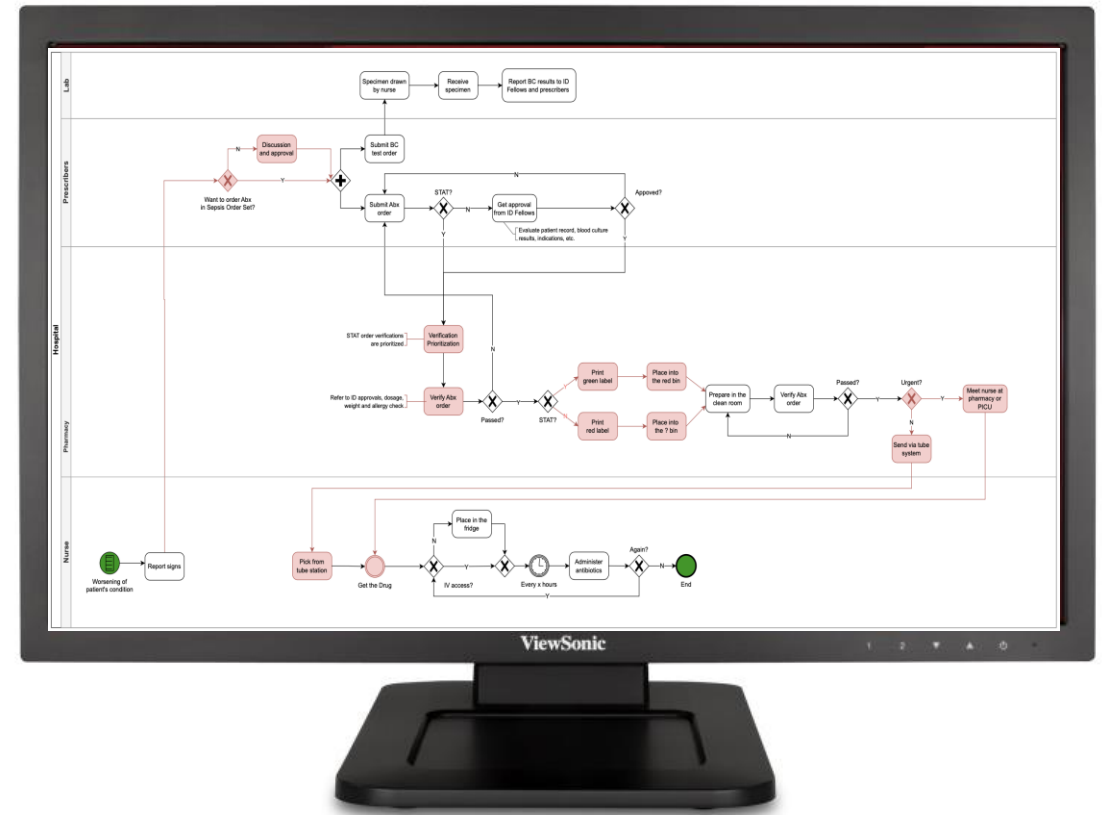 Hospital
Lab
Specimen drawn
by nurse
Receive
specimen
Report BC results to ID
Fellows and prescribers
Prescribers
Discussion
and approval
N
Y
Want to order Abx
in Sepsis Order Set?
Submit BC
test order
Submit Abx
order
STAT?
N
Y
Get approval
from ID Fellows
Evaluate patient record, blood culture
results, indications, etc.
N
Appoved?
Y
Pharmacy
STAT order verifications
are prioritized
Verification
Prioritization
Refer to ID approvals, dosage,
weight and allergy check
Verify Abx
order
N
Passed?
Y
STAT?
Y
N
Print
green label
Place into
the red bin
Print
red label
Place into
the ? bin
Prepare in the
clean room
Verify Abx
order
Passed?
N
Y
Urgent?
Y
N
Meet nurse at
pharmacy or
PICU
Send via tube
system
Nurse
Worsening of
patient's condition
Report signs
Pick from
tube station
Get the Drug
Place in the
fridge
N
Y
IV access?
Every x hours
Administer
antibiotics
Again?
N
Y
End
ViewSonic
1 2